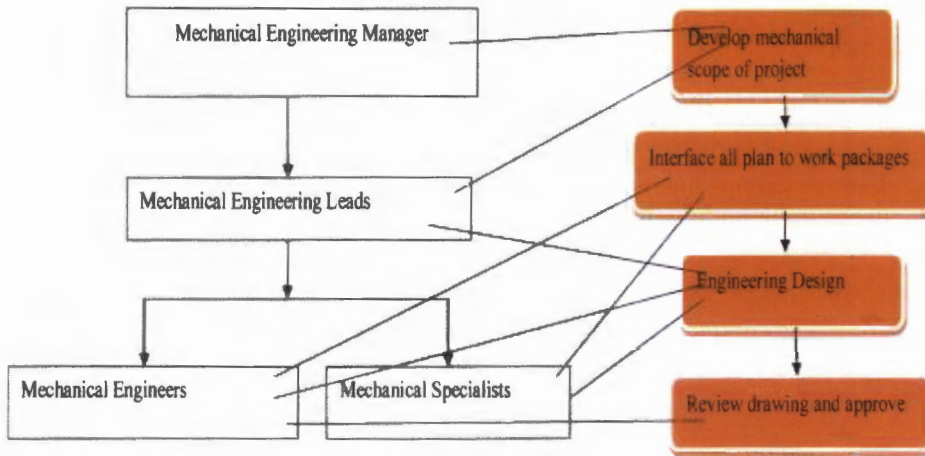 Mechanical Engineering Manager
Develop mechanical
scope of project
Interface all plan to work packages
Mechanical Engineering Leads
Engineering Design
Mechanical Engineers
Mechanical Specialists
Review drawing and approve